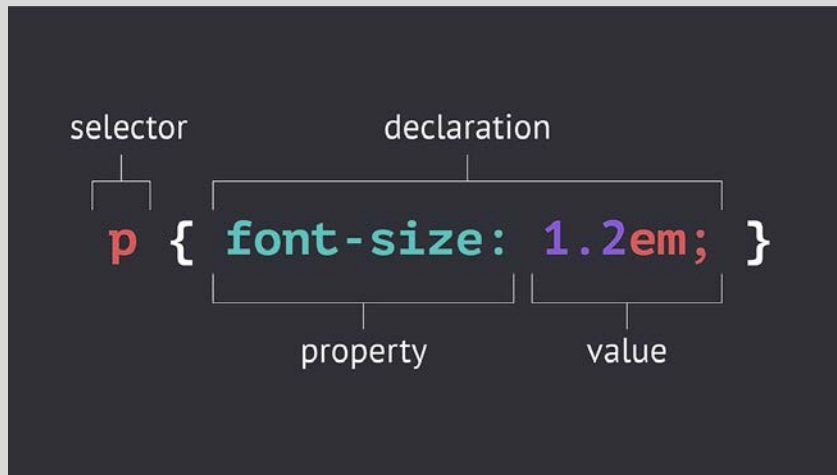 selector declaration
p { font-size: 1.2em; }
property value